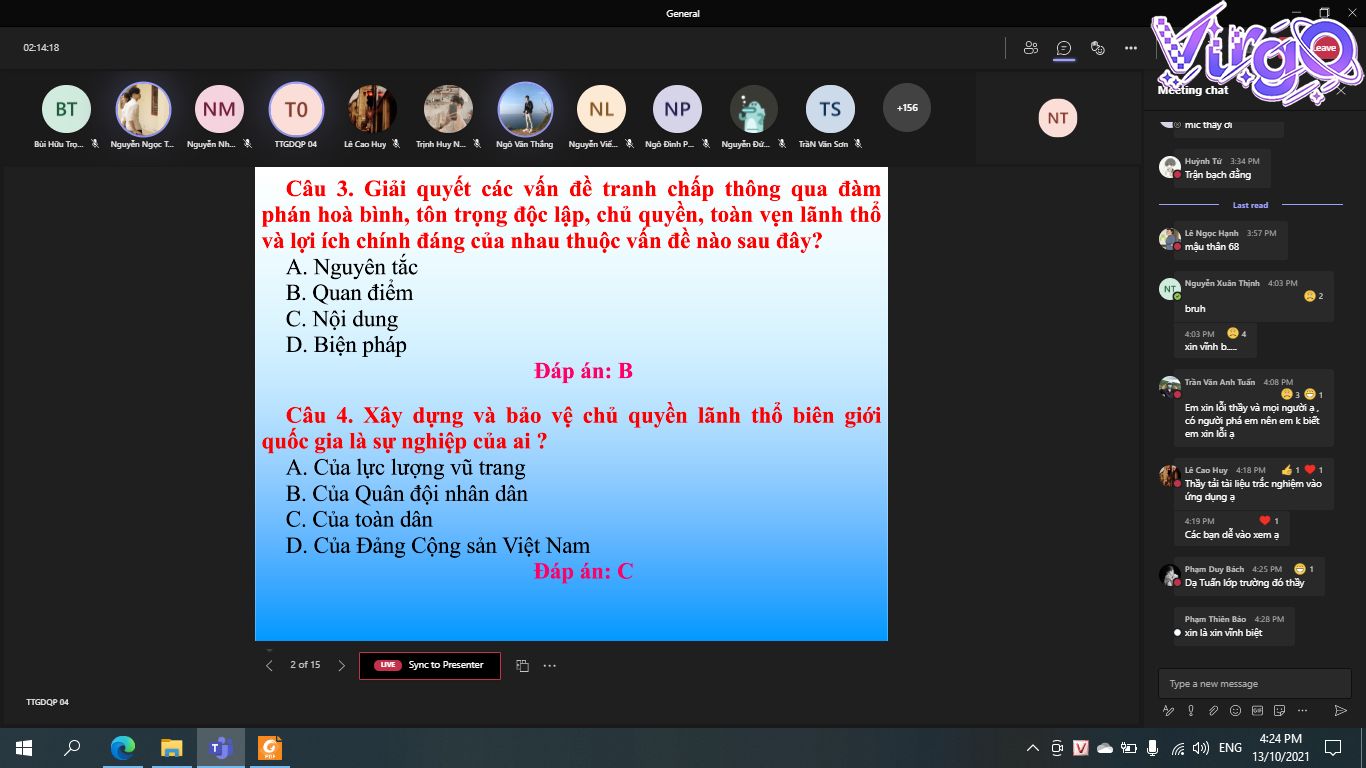 General
02:14:18
Leave
VirgO
BT
NM
T0
NL
NP
TS
+156
NT
Bùi Hữu Trọ...
Nguyễn Ngọc T...
Nguyễn Nh...
TTGDQP 04
Lê Cao Huy
Trịnh Huy N...
Ngô Văn Thắng
Nguyễn Viế...
Ngô Đình P...
Nguyễn Đứ...
TrầN Văn Sơn
Câu 3. Giải quyết các vấn đề tranh chấp thông qua đàm
phán hoà bình, tôn trọng độc lập, chủ quyền, toàn vẹn lãnh thổ
và lợi ích chính đáng của nhau thuộc vấn đề nào sau đây?
A. Nguyên tắc
B. Quan điểm
C. Nội dung
D. Biện pháp
Đáp án: B
Câu 4. Xây dựng và bảo vệ chủ quyền lãnh thổ biên giới
quốc gia là sự nghiệp của ai ?
A. Của lực lượng vũ trang
B. Của Quân đội nhân dân
C. Của toàn dân
D. Của Đảng Cộng sản Việt Nam
Đáp án: C
2 of 15
LIVE Sync to Presenter
TTGDQP 04
Meeting chat
mic thầy ơi
Huỳnh Tứ 3:34 PM
Trận bạch đằng
Last read
Lê Ngọc Hạnh 3:57 PM
mậu thân 68
NT
Nguyễn Xuân Thịnh 4:03 PM
2
bruh
4:03 PM 4
xin vĩnh b.....
Trần Văn Anh Tuấn 4:08 PM
3 1
Em xin lỗi thầy và mọi người ạ ,
có người phá em nên em k biết
em xin lỗi ạ
Lê Cao Huy 4:18 PM 1 1
Thầy tải tài liệu trắc nghiệm vào
ứng dụng ạ
4:19 PM 1
Các bạn dễ vào xem ạ
Phạm Duy Bách 4:25 PM 1
Dạ Tuấn lớp trường đó thầy
Phạm Thiên Bảo 4:28 PM
xin là xin vĩnh biệt
Type a new message
GIF
PDF
V
ENG
4:24 PM
13/10/2021